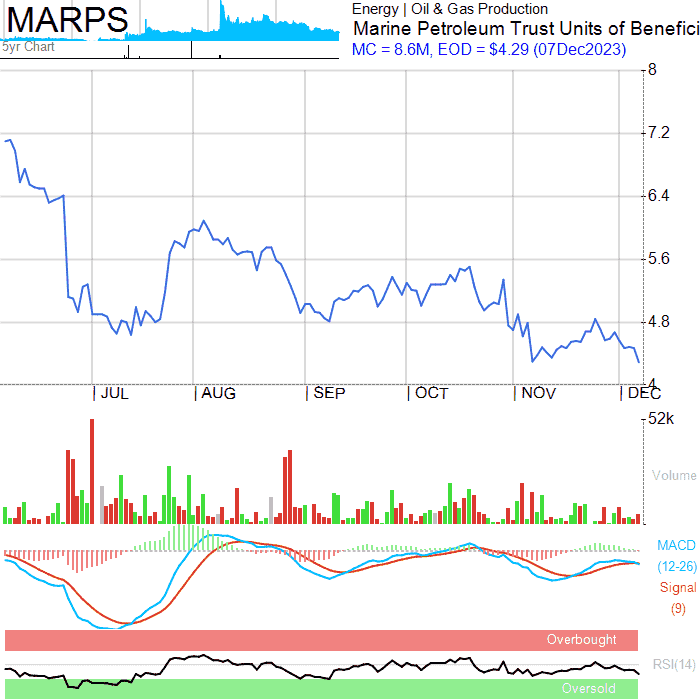 MARPS
5yr Chart
Energy | Oil & Gas Production
Marine Petroleum Trust Units of Benefici
MC = 8.6M, EOD = $4.29 (07Dec2023)
8
7.2
6.4
5.6
4.8
4
JUL
AUG
SEP
OCT
NOV
DEC
52k
Volume
MACD
(12-26)
Signal
(9)
Overbought
RSI(14)
Oversold